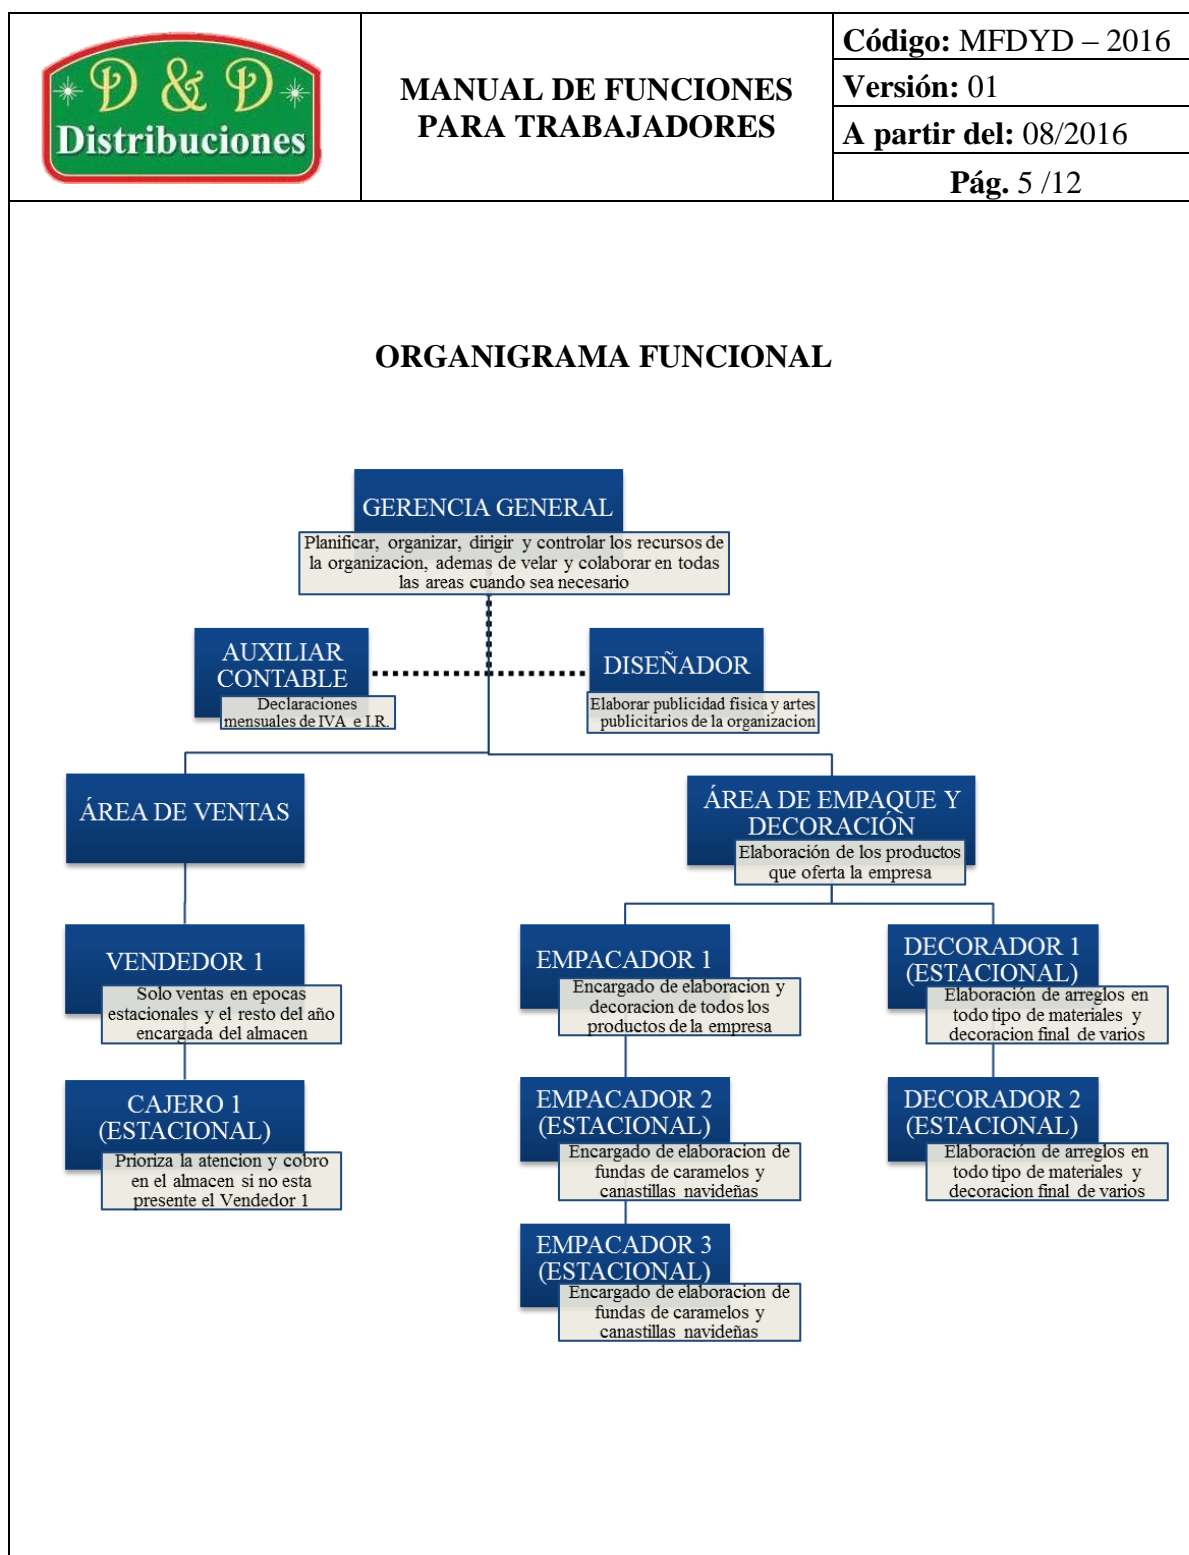 D & D
Distribuciones
MANUAL DE FUNCIONES
PARA TRABAJADORES
Código: MFDYD – 2016
Versión: 01
A partir del: 08/2016
Pág. 5 /12
ORGANIGRAMA FUNCIONAL
GERENCIA GENERAL
Planificar, organizar, dirigir y controlar los recursos de
la organizacion, ademas de velar y colaborar en todas
las areas cuando sea necesario
AUXILIAR
CONTABLE
Declaraciones
mensuales de IVA e I.R.
DISEÑADOR
Elaborar publicidad fisica y artes
publicitarios de la organizacion
ÁREA DE VENTAS
ÁREA DE EMPAQUE Y
DECORACIÓN
Elaboración de los productos
que oferta la empresa
VENDEDOR 1
Solo ventas en epocas
estacionales y el resto del año
encargada del almacen
CAJERO 1
(ESTACIONAL)
Prioriza la atencion y cobro
en el almacen si no esta
presente el Vendedor 1
EMPACADOR 1
Encargado de elaboracion y
decoracion de todos los
productos de la empresa
EMPACADOR 2
(ESTACIONAL)
Encargado de elaboracion de
fundas de caramelos y
canastillas navideñas
EMPACADOR 3
(ESTACIONAL)
Encargado de elaboracion de
fundas de caramelos y
canastillas navideñas
DECORADOR 1
(ESTACIONAL)
Elaboración de arreglos en
todo tipo de materiales y
decoracion final de varios
DECORADOR 2
(ESTACIONAL)
Elaboración de arreglos en
todo tipo de materiales y
decoracion final de varios